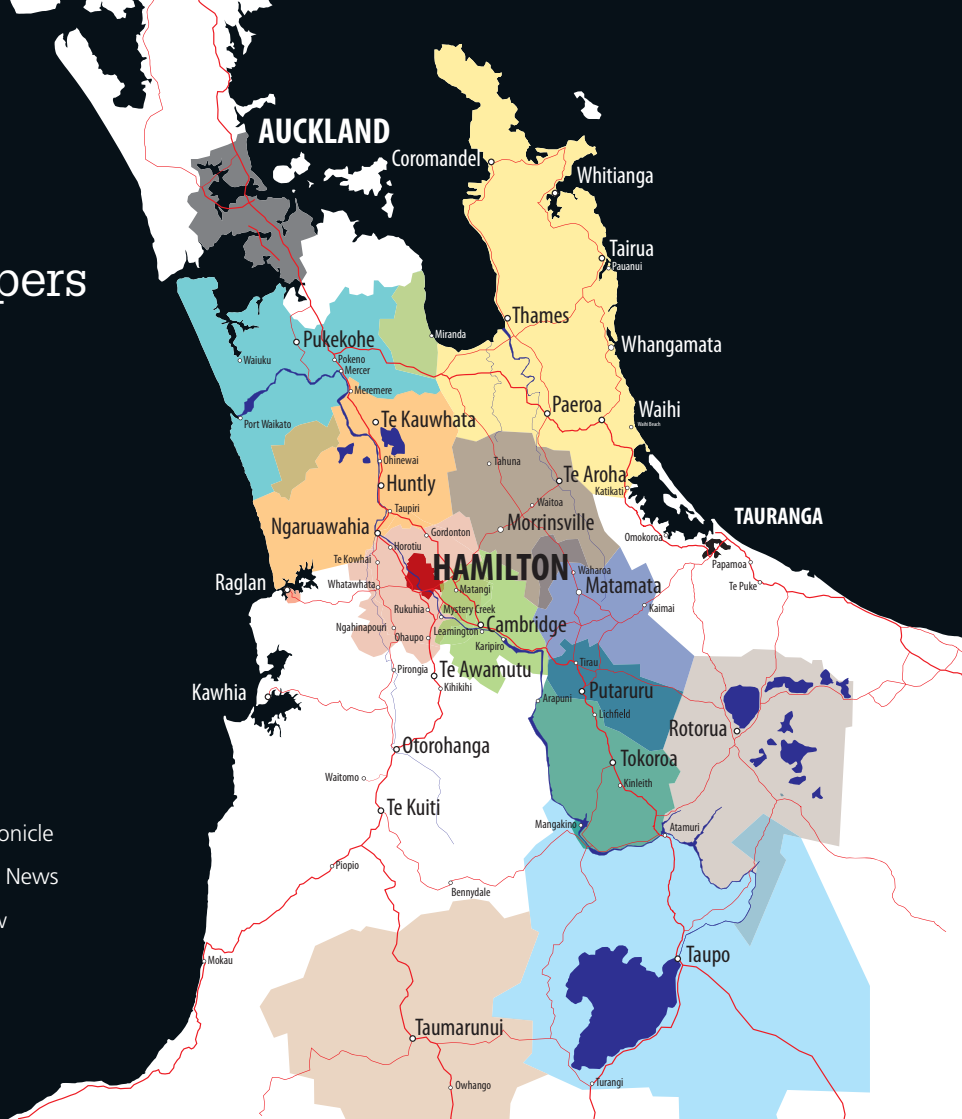 AUCKLAND
Coromandel
Whitianga
Tairua
Pauanui
pers
Thames
Miranda
Pukekohe
Whangamata
Waiuku
Pokeno
Mercer
Meremere
Paeroa
Waihi
Waihi Beach
Port Waikato
Te Kauwhata
Ohinewai
Tahuna
Te Aroha
Katikati
Huntly
Waitoa
Taupiri
Ngaruawahia
Morrinsville
TAURANGA
Gordonton
Omokoroa
Horotiu
Te Kowhai
HAMILTON
Waharoa
Papamoa
Raglan
Whatawhata
Matangi
Matamata
Te Puke
Rukuhia
Mystery Creek
Kaimai
Ngahinapouri
Leamington
Cambridge
Ohaupo
Karipiro
Pirongia
Te Awamutu
Tirau
Kihikihi
Kawhia
Arapuni
Putaruru
Lichfield
Rotorua
Otorohanga
Tokoroa
Waitomo
Kinleith
Te Kuiti
Mangakino
Atamuri
onicle
Piopio
News
Bennydale
w
Mokau
Taupo
Taumarunui
Owhango
Turangi